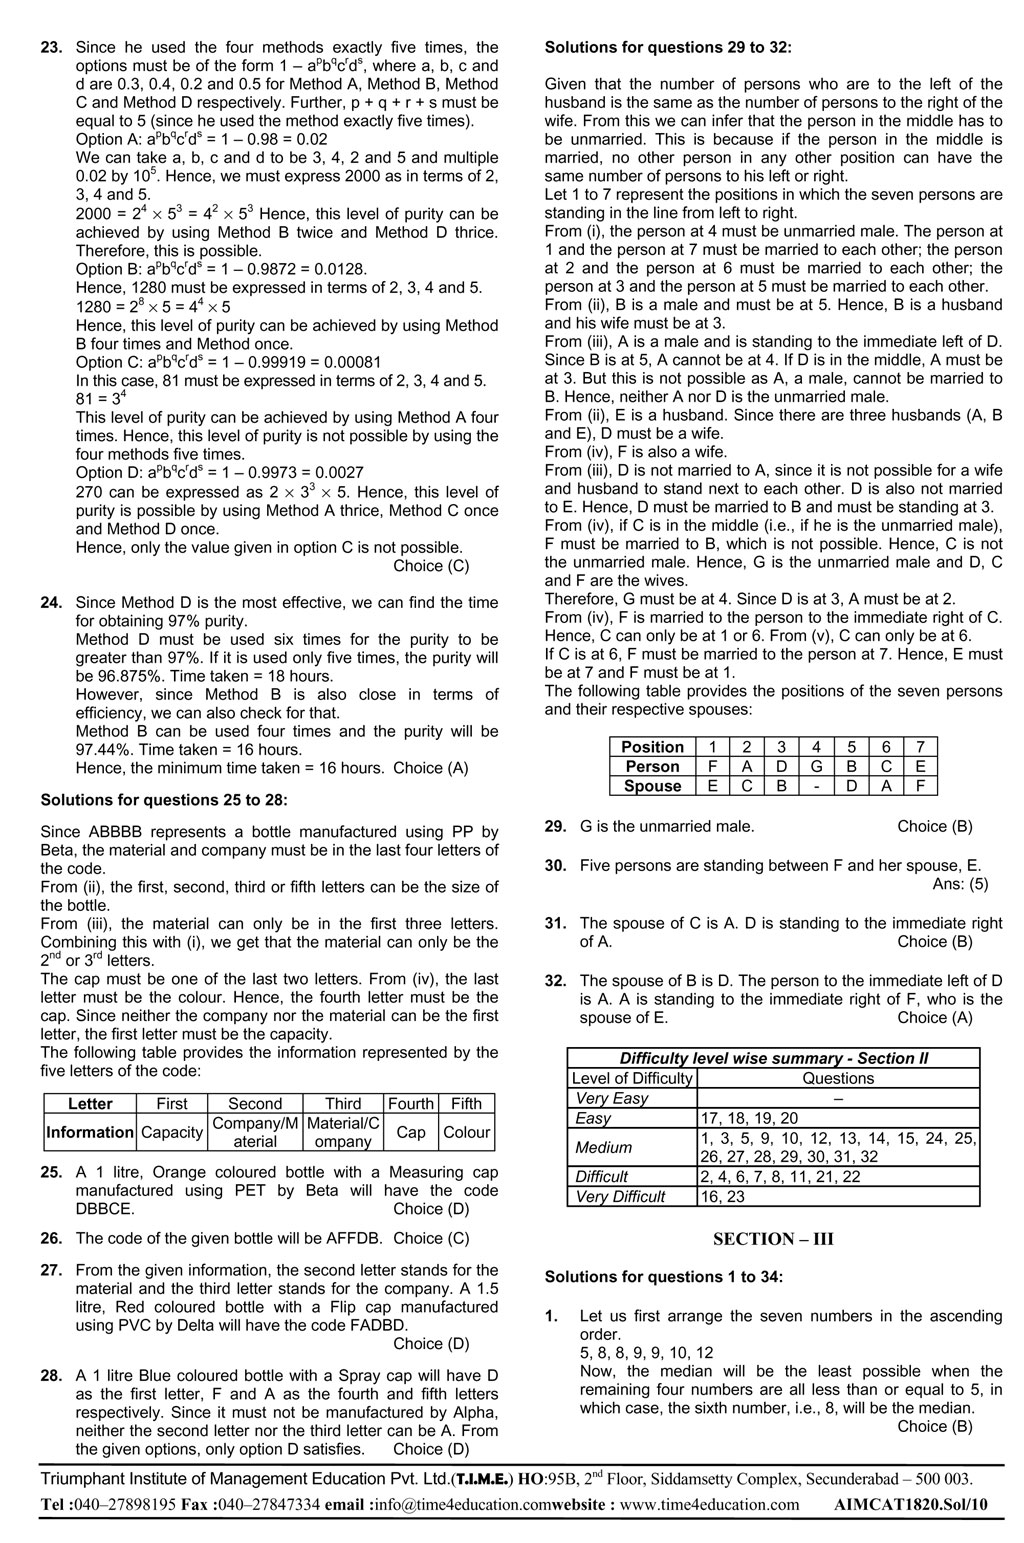 23. Since he used the four methods exactly five times, the
options must be of the form 1 – aᵖb^qcʳdˢ, where a, b, c and
d are 0.3, 0.4, 0.2 and 0.5 for Method A, Method B, Method
C and Method D respectively. Further, p + q + r + s must be
equal to 5 (since he used the method exactly five times).
Option A: aᵖb^qcʳdˢ = 1 – 0.98 = 0.02
We can take a, b, c and d to be 3, 4, 2 and 5 and multiple
0.02 by 10⁵. Hence, we must express 2000 as in terms of 2,
3, 4 and 5.
2000 = 2⁴ × 5³ = 4² × 5³ Hence, this level of purity can be
achieved by using Method B twice and Method D thrice.
Therefore, this is possible.
Option B: aᵖb^qcʳdˢ = 1 – 0.9872 = 0.0128.
Hence, 1280 must be expressed in terms of 2, 3, 4 and 5.
1280 = 2⁸ × 5 = 4⁴ × 5
Hence, this level of purity can be achieved by using Method
B four times and Method once.
Option C: aᵖb^qcʳdˢ = 1 – 0.99919 = 0.00081
In this case, 81 must be expressed in terms of 2, 3, 4 and 5.
81 = 3⁴
This level of purity can be achieved by using Method A four
times. Hence, this level of purity is not possible by using the
four methods five times.
Option D: aᵖb^qcʳdˢ = 1 – 0.9973 = 0.0027
270 can be expressed as 2 × 3³ × 5. Hence, this level of
purity is possible by using Method A thrice, Method C once
and Method D once.
Hence, only the value given in option C is not possible.
Choice (C)
24. Since Method D is the most effective, we can find the time
for obtaining 97% purity.
Method D must be used six times for the purity to be
greater than 97%. If it is used only five times, the purity will
be 96.875%. Time taken = 18 hours.
However, since Method B is also close in terms of
efficiency, we can also check for that.
Method B can be used four times and the purity will be
97.44%. Time taken = 16 hours.
Hence, the minimum time taken = 16 hours. Choice (A)
Solutions for questions 25 to 28:
Since ABBBB represents a bottle manufactured using PP by
Beta, the material and company must be in the last four letters of
the code.
From (ii), the first, second, third or fifth letters can be the size of
the bottle.
From (iii), the material can only be in the first three letters.
Combining this with (i), we get that the material can only be the
2ⁿᵈ or 3ʳᵈ letters.
The cap must be one of the last two letters. From (iv), the last
letter must be the colour. Hence, the fourth letter must be the
cap. Since neither the company nor the material can be the first
letter, the first letter must be the capacity.
The following table provides the information represented by the
five letters of the code:
Letter First Second Third Fourth Fifth
Information Capacity Company/M Material/C Cap Colour
aterial ompany
25. A 1 litre, Orange coloured bottle with a Measuring cap
manufactured using PET by Beta will have the code
DBBCE. Choice (D)
26. The code of the given bottle will be AFFDB. Choice (C)
27. From the given information, the second letter stands for the
material and the third letter stands for the company. A 1.5
litre, Red coloured bottle with a Flip cap manufactured
using PVC by Delta will have the code FADBD.
Choice (D)
28. A 1 litre Blue coloured bottle with a Spray cap will have D
as the first letter, F and A as the fourth and fifth letters
respectively. Since it must not be manufactured by Alpha,
neither the second letter nor the third letter can be A. From
the given options, only option D satisfies. Choice (D)
Solutions for questions 29 to 32:
Given that the number of persons who are to the left of the
husband is the same as the number of persons to the right of the
wife. From this we can infer that the person in the middle has to
be unmarried. This is because if the person in the middle is
married, no other person in any other position can have the
same number of persons to his left or right.
Let 1 to 7 represent the positions in which the seven persons are
standing in the line from left to right.
From (i), the person at 4 must be unmarried male. The person at
1 and the person at 7 must be married to each other; the person
at 2 and the person at 6 must be married to each other; the
person at 3 and the person at 5 must be married to each other.
From (ii), B is a male and must be at 5. Hence, B is a husband
and his wife must be at 3.
From (iii), A is a male and is standing to the immediate left of D.
Since B is at 5, A cannot be at 4. If D is in the middle, A must be
at 3. But this is not possible as A, a male, cannot be married to
B. Hence, neither A nor D is the unmarried male.
From (ii), E is a husband. Since there are three husbands (A, B
and E), D must be a wife.
From (iv), F is also a wife.
From (iii), D is not married to A, since it is not possible for a wife
and husband to stand next to each other. D is also not married
to E. Hence, D must be married to B and must be standing at 3.
From (iv), if C is in the middle (i.e., if he is the unmarried male),
F must be married to B, which is not possible. Hence, C is not
the unmarried male. Hence, G is the unmarried male and D, C
and F are the wives.
Therefore, G must be at 4. Since D is at 3, A must be at 2.
From (iv), F is married to the person to the immediate right of C.
Hence, C can only be at 1 or 6. From (v), C can only be at 6.
If C is at 6, F must be married to the person at 7. Hence, E must
be at 7 and F must be at 1.
The following table provides the positions of the seven persons
and their respective spouses:
Position 1 2 3 4 5 6 7
Person F A D G B C E
Spouse E C B - D A F
29. G is the unmarried male. Choice (B)
30. Five persons are standing between F and her spouse, E.
Ans: (5)
31. The spouse of C is A. D is standing to the immediate right
of A. Choice (B)
32. The spouse of B is D. The person to the immediate left of D
is A. A is standing to the immediate right of F, who is the
spouse of E. Choice (A)
Difficulty level wise summary - Section II
Level of Difficulty Questions
Very Easy –
Easy 17, 18, 19, 20
Medium 1, 3, 5, 9, 10, 12, 13, 14, 15, 24, 25,
26, 27, 28, 29, 30, 31, 32
Difficult 2, 4, 6, 7, 8, 11, 21, 22
Very Difficult 16, 23
SECTION – III
Solutions for questions 1 to 34:
1. Let us first arrange the seven numbers in the ascending
order.
5, 8, 8, 9, 9, 10, 12
Now, the median will be the least possible when the
remaining four numbers are all less than or equal to 5, in
which case, the sixth number, i.e., 8, will be the median.
Choice (B)
Triumphant Institute of Management Education Pvt. Ltd.(T.I.M.E.) HO:95B, 2ⁿᵈ Floor, Siddamsetty Complex, Secunderabad – 500 003.
Tel :040–27898195 Fax :040–27847334 email :info@time4education.comwebsite : www.time4education.com AIMCAT1820.Sol/10